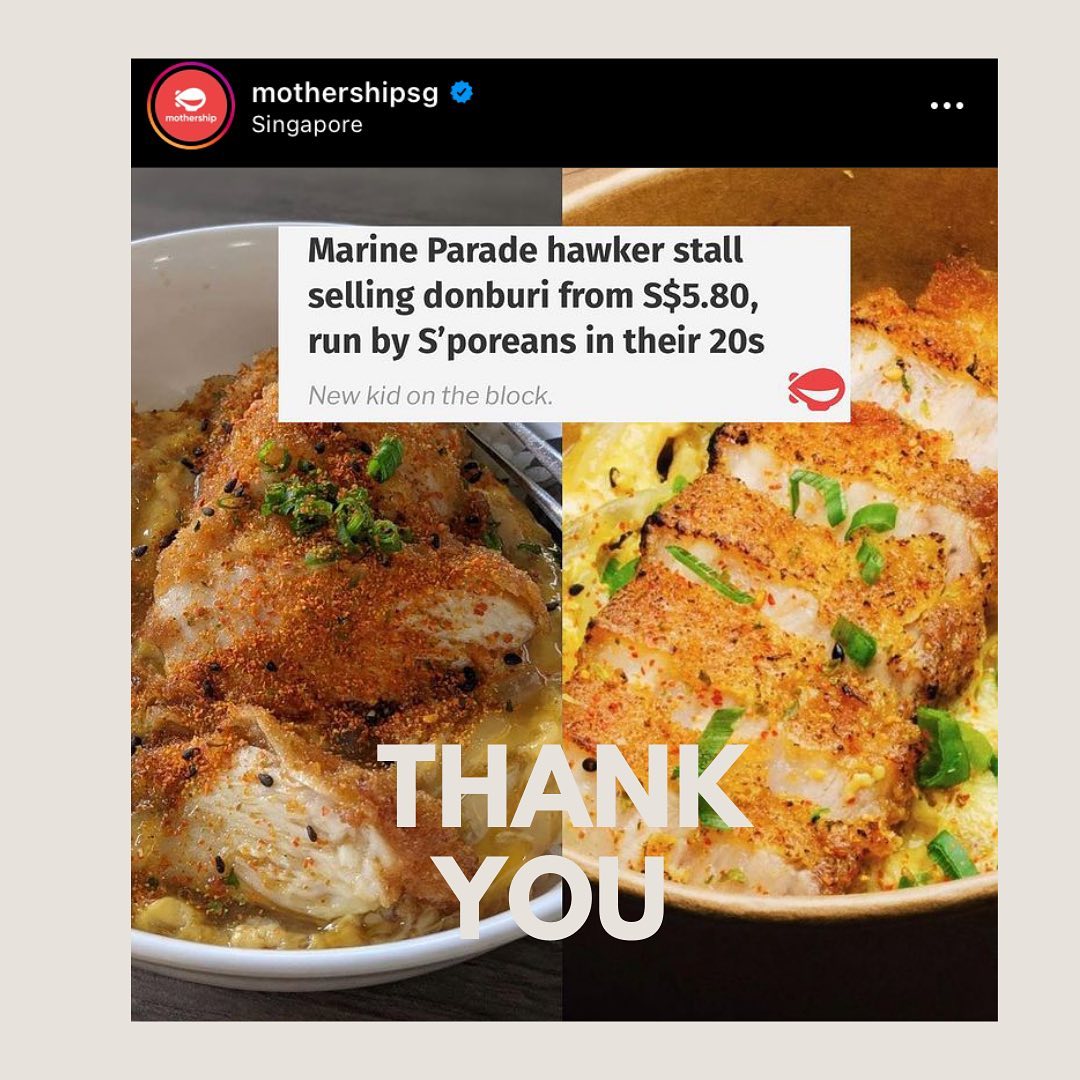 mothershipsg
Singapore
mothership
Marine Parade hawker stall
selling donburi from S$5.80,
run by S’poreans in their 20s
New kid on the block.
THANK
YOU